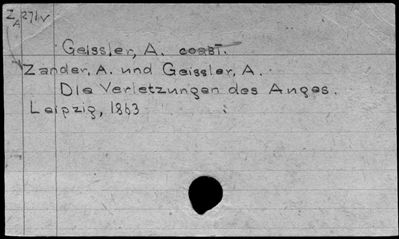 Z
A 271v
Geissler, A. coaut.
Zander, A. und Geissler, A.
Die Verletzungen des Auges.
Leipzig, 1863